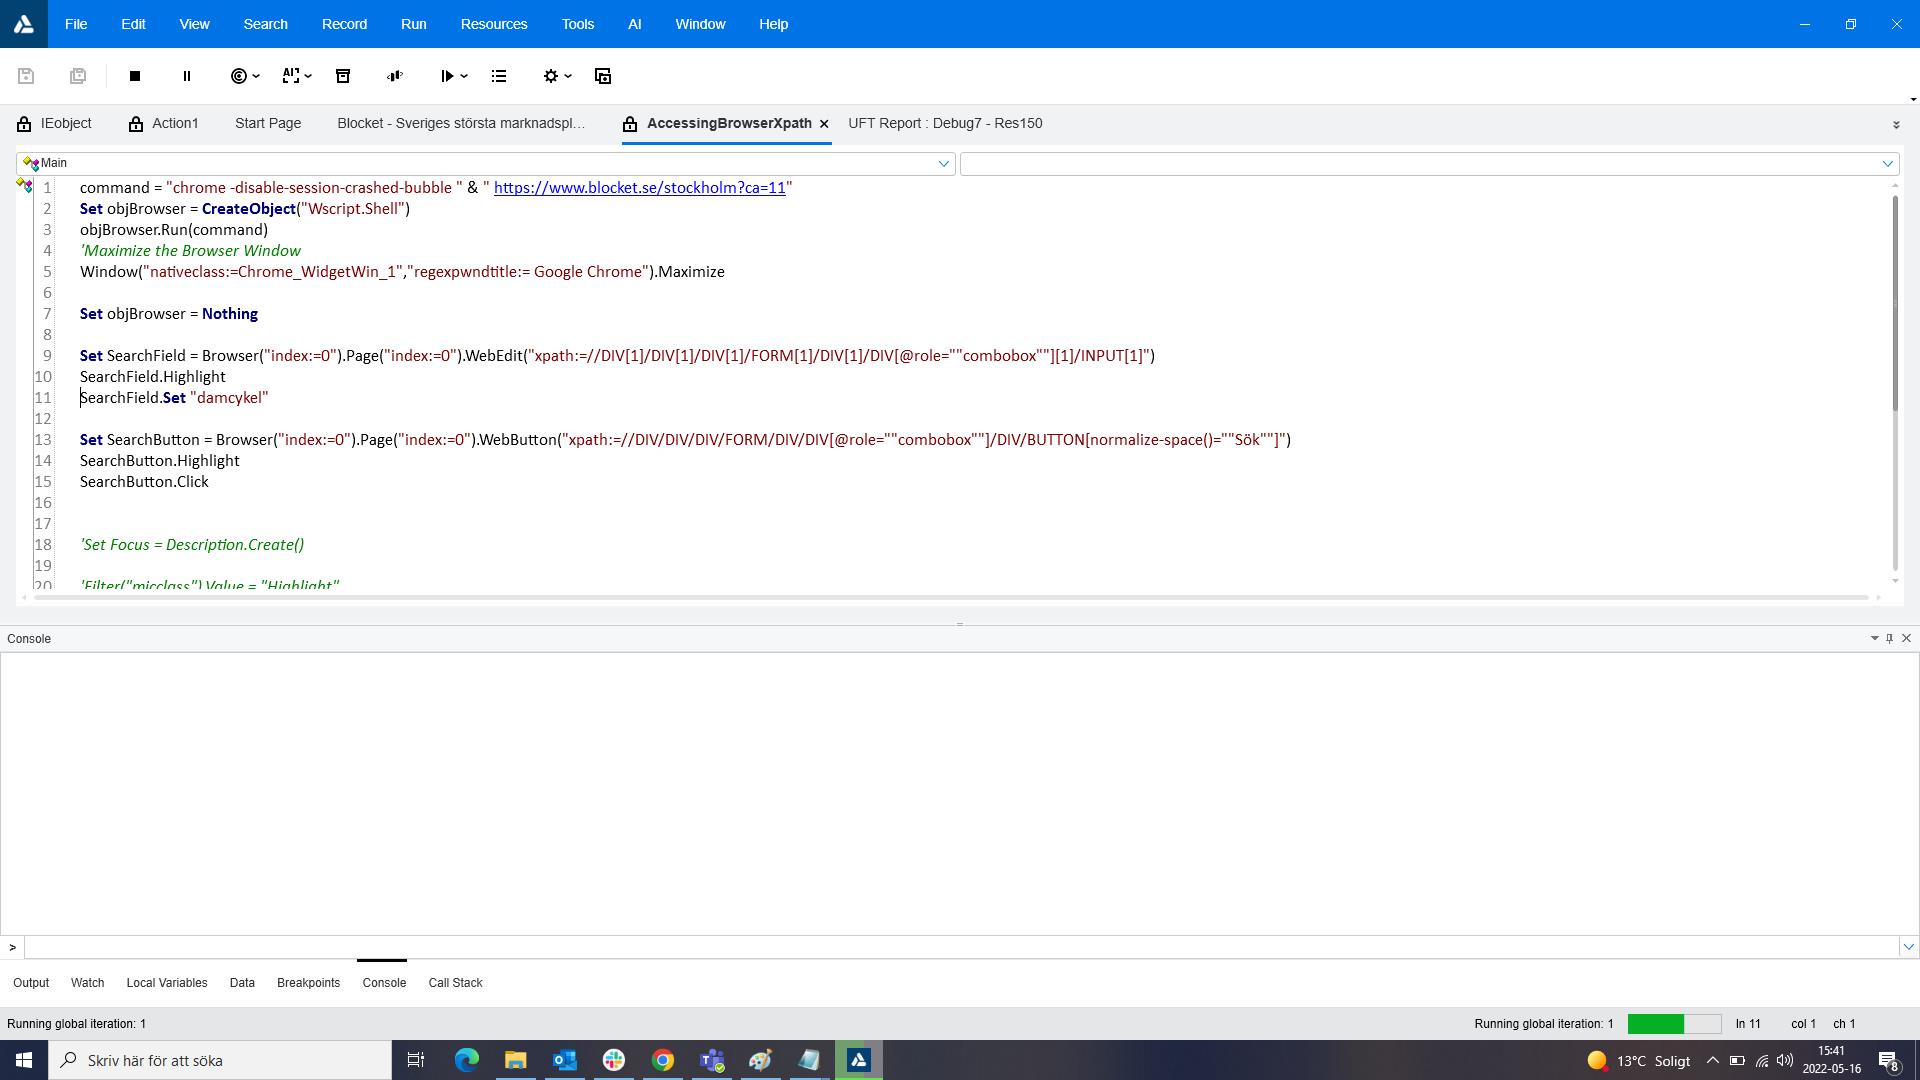 File Edit View Search Record Run Resources Tools AI Window Help
AI
IEobject Action1 Start Page Blocket - Sveriges största marknadspl... AccessingBrowserXpath UFT Report : Debug7 - Res150
Main
1 command = "chrome -disable-session-crashed-bubble " & " https://www.blocket.se/stockholm?ca=11"
2 Set objBrowser = CreateObject("Wscript.Shell")
3 objBrowser.Run(command)
4 'Maximize the Browser Window
5 Window("nativeclass:=Chrome_WidgetWin_1","regexpwndtitle:= Google Chrome").Maximize
6
7 Set objBrowser = Nothing
8
9 Set SearchField = Browser("index:=0").Page("index:=0").WebEdit("xpath:=//DIV[1]/DIV[1]/DIV[1]/FORM[1]/DIV[1]/DIV[@role=""combobox""][1]/INPUT[1]")
10 SearchField.Highlight
11 SearchField.Set "damcykel"
12
13 Set SearchButton = Browser("index:=0").Page("index:=0").WebButton("xpath:=//DIV/DIV/DIV/FORM/DIV/DIV[@role=""combobox""]/DIV/BUTTON[normalize-space()=""Sök""]")
14 SearchButton.Highlight
15 SearchButton.Click
16
17
18 'Set Focus = Description.Create()
19
20 'Filter("micclass").Value = "Highlight"
Console
>
Output Watch Local Variables Data Breakpoints Console Call Stack
Running global iteration: 1 Running global iteration: 1 ln 11 col 1 ch 1
Skriv här för att söka 13°C Soligt 15:41
2022-05-16 8